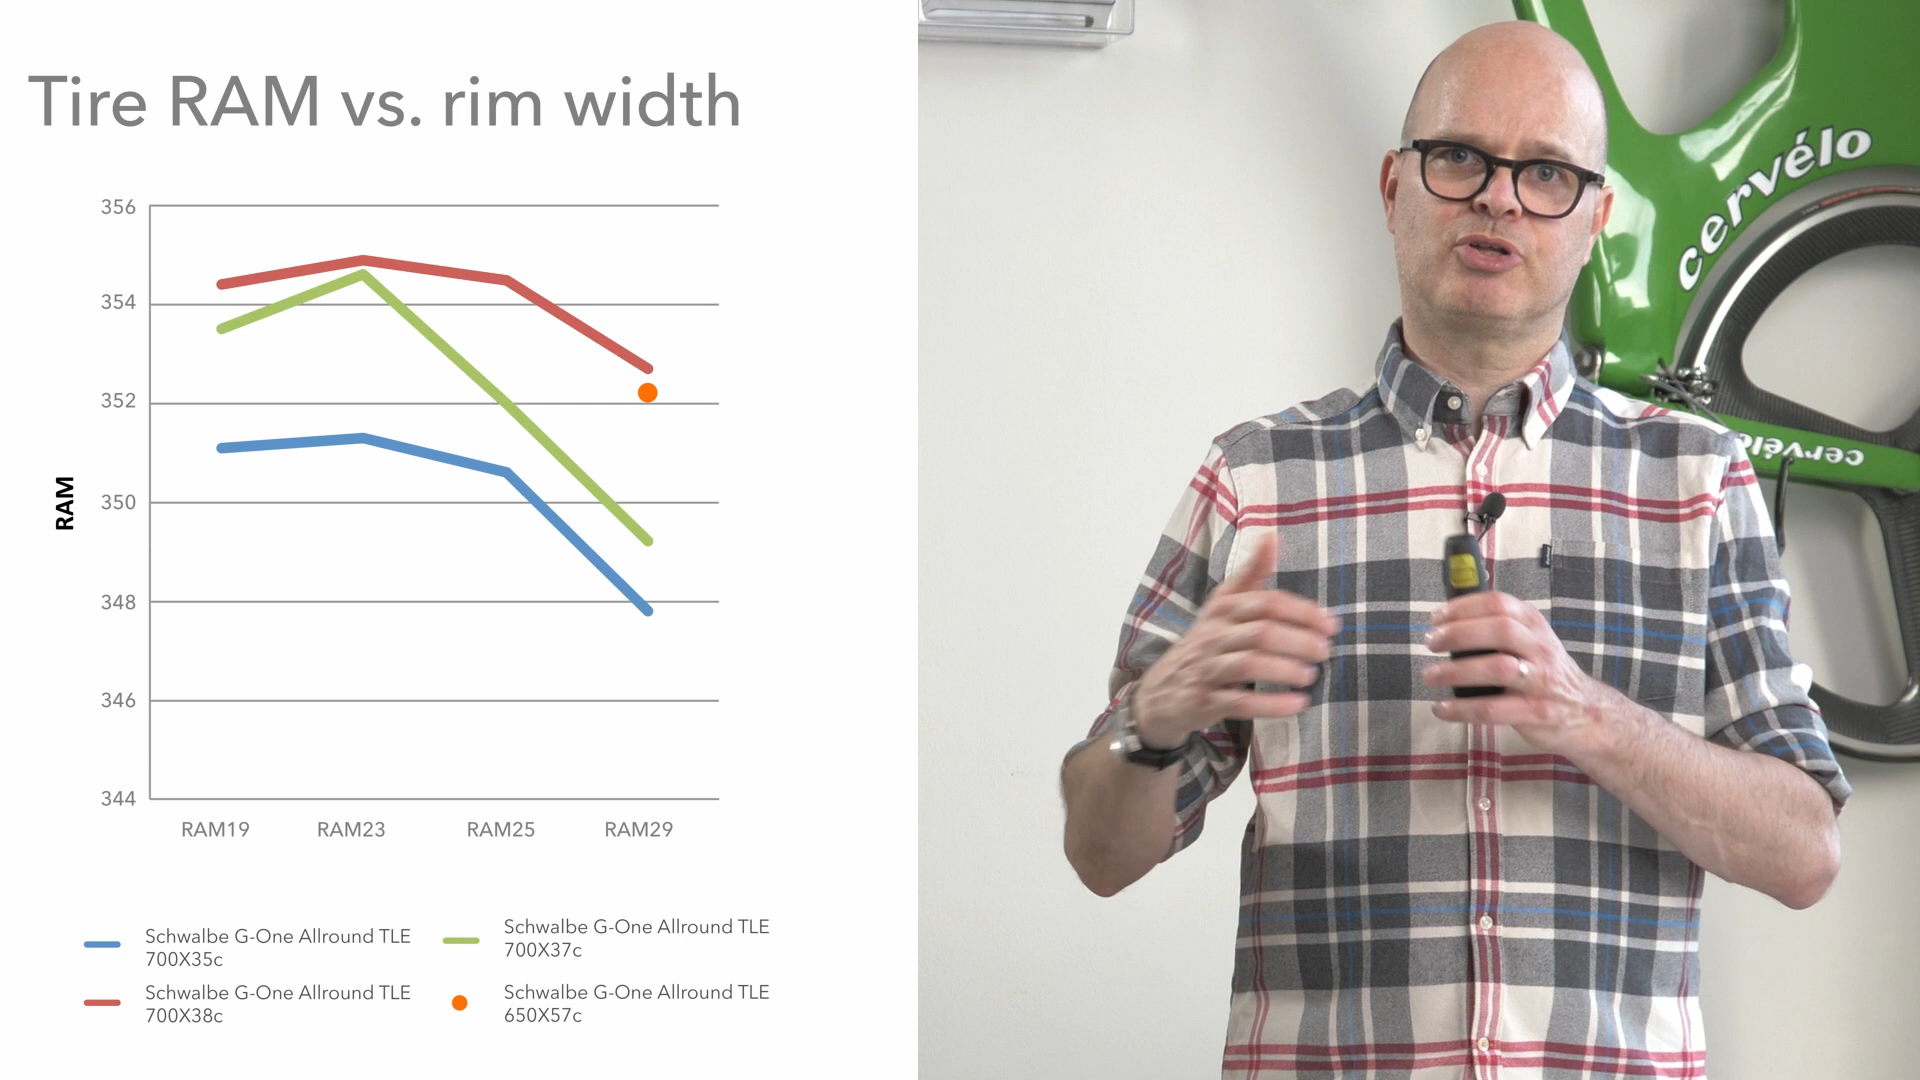 Tire RAM vs. rim width
356
354
352
350
348
346
344
RAM
RAM19 RAM23 RAM25 RAM29
Schwalbe G-One Allround TLE
700X35c
Schwalbe G-One Allround TLE
700X37c
Schwalbe G-One Allround TLE
700X38c
Schwalbe G-One Allround TLE
650X57c
cervélo
cervélo